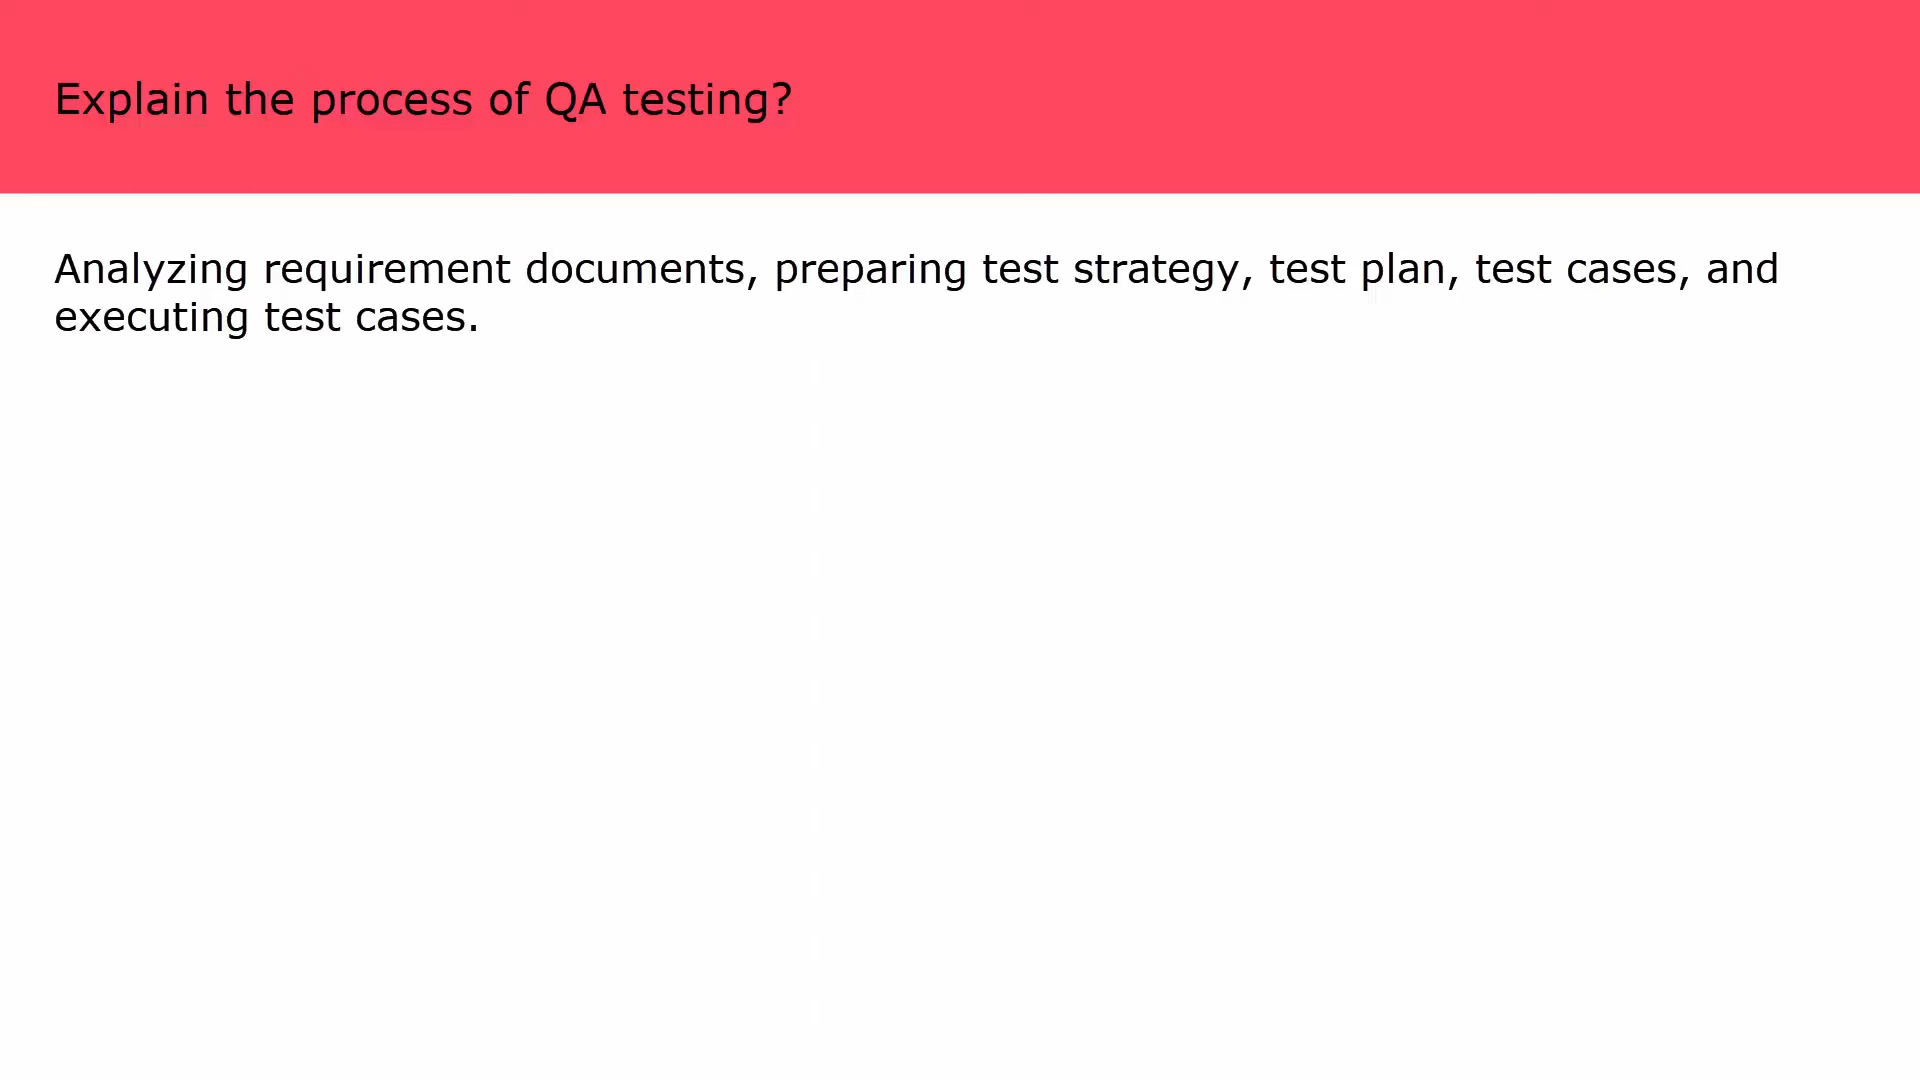 Explain the process of QA testing?
Analyzing requirement documents, preparing test strategy, test plan, test cases, and
executing test cases.